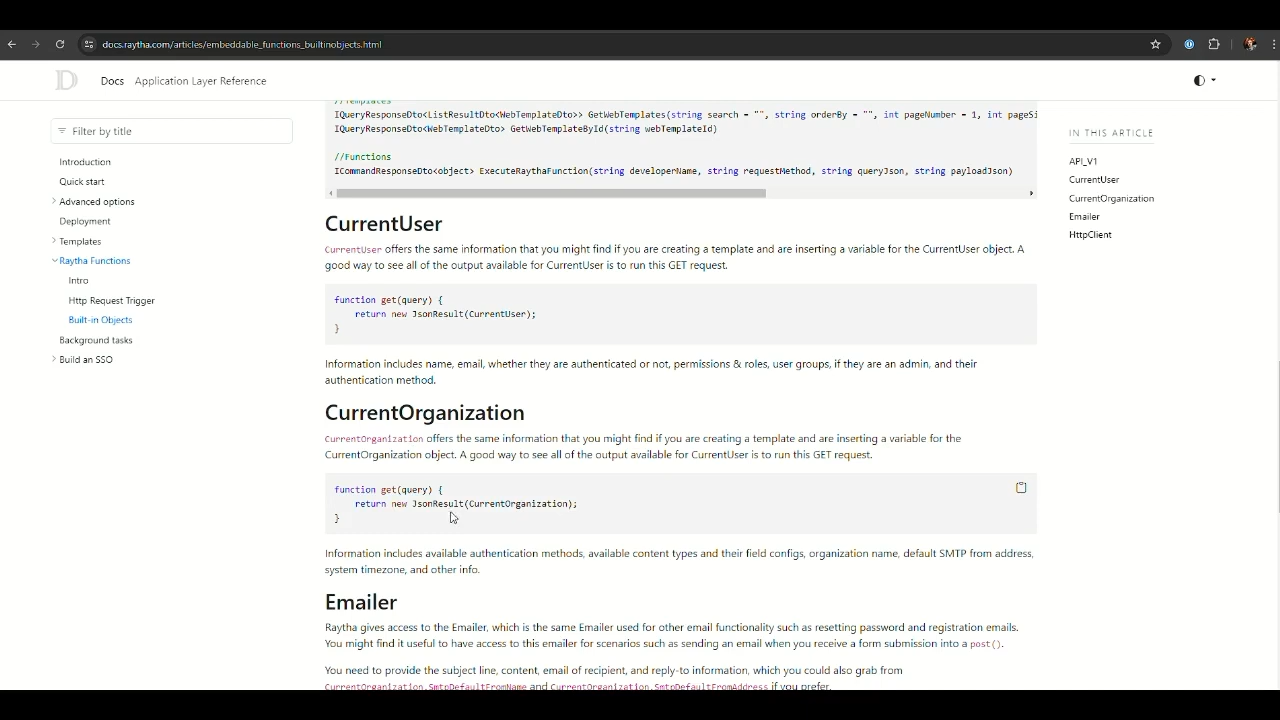 docs.raytha.com/articles/embeddable_functions_builtinobjects.html
D
Docs
Application Layer Reference
Filter by title
Introduction
Quick start
Advanced options
Deployment
Templates
Raytha Functions
Intro
Http Request Trigger
Built-in Objects
Background tasks
Build an SSO
//Templates
IQueryResponseDto<ListResultDto<WebTemplateDto>> GetWebTemplates(string search = "", string orderBy = "", int pageNumber = 1, int pageSi
IQueryResponseDto<WebTemplateDto> GetWebTemplateById(string webTemplateId)
//Functions
ICommandResponseDto<object> ExecuteRaythaFunction(string developerName, string requestMethod, string queryJson, string payloadJson)
CurrentUser
CurrentUser offers the same information that you might find if you are creating a template and are inserting a variable for the CurrentUser object. A
good way to see all of the output available for CurrentUser is to run this GET request.
function get(query) {
return new JsonResult(CurrentUser);
}
Information includes name, email, whether they are authenticated or not, permissions & roles, user groups, if they are an admin, and their
authentication method.
CurrentOrganization
CurrentOrganization offers the same information that you might find if you are creating a template and are inserting a variable for the
CurrentOrganization object. A good way to see all of the output available for CurrentUser is to run this GET request.
function get(query) {
return new JsonResult(CurrentOrganization);
}
Information includes available authentication methods, available content types and their field configs, organization name, default SMTP from address,
system timezone, and other info.
Emailer
Raytha gives access to the Emailer, which is the same Emailer used for other email functionality such as resetting password and registration emails.
You might find it useful to have access to this emailer for scenarios such as sending an email when you receive a form submission into a post().
You need to provide the subject line, content, email of recipient, and reply-to information, which you could also grab from
CurrentOrganization.SmtpDefaultFromName and CurrentOrganization.SmtpDefaultFromAddress if you prefer.
IN THIS ARTICLE
API_V1
CurrentUser
CurrentOrganization
Emailer
HttpClient